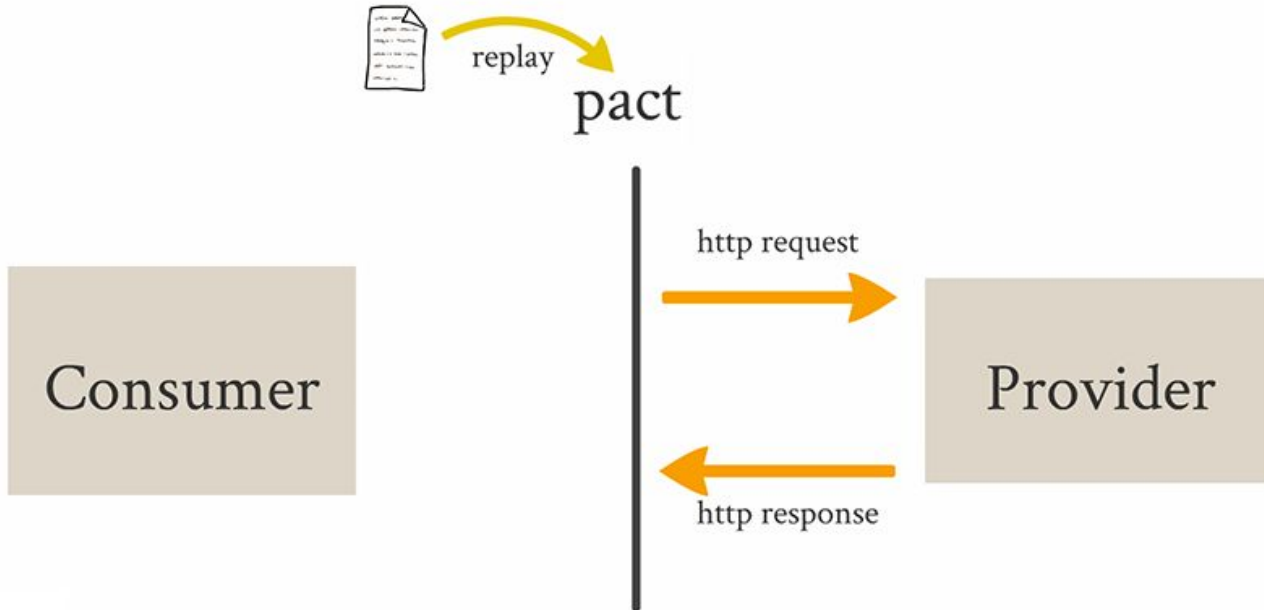 replay
pact
http request
Consumer
Provider
http response